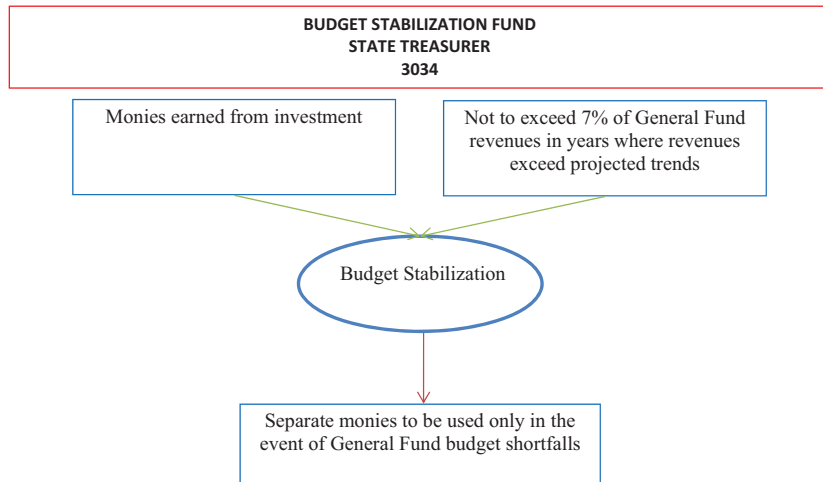 BUDGET STABILIZATION FUND
STATE TREASURER
3034
Monies earned from investment
Not to exceed 7% of General Fund
revenues in years where revenues
exceed projected trends
Budget Stabilization
Separate monies to be used only in the
event of General Fund budget shortfalls